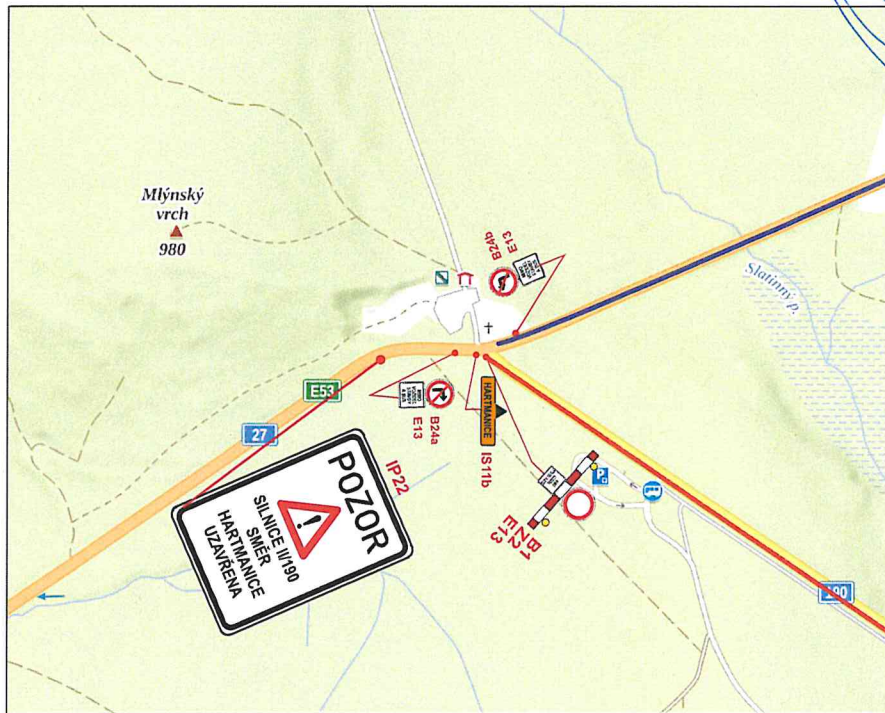 Mlýnský
vrch
980
Slatinný p.
B24b
E13
E53
27
B24a
E13
HARTMANICE
IS11b
IP22
POZOR
SILNICE II/190
SMĚR
HARTMANICE
UZAVŘENA
B1
Z2
E13
P
190